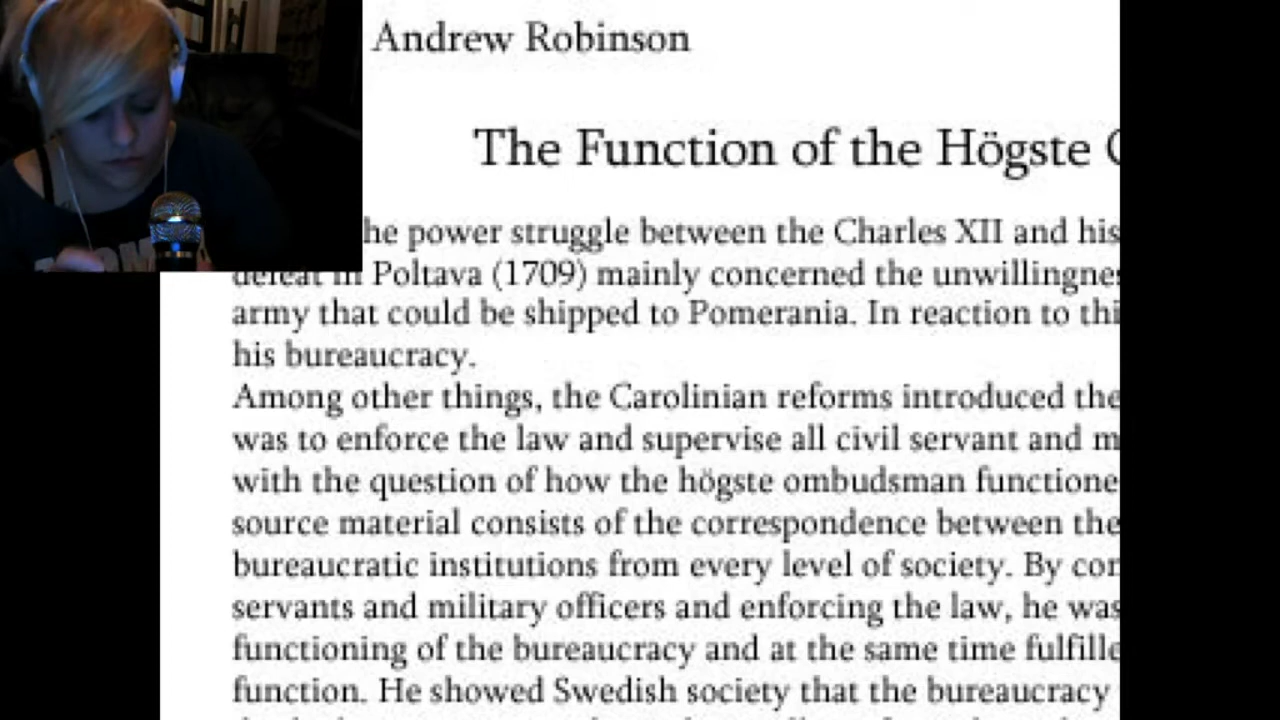 Andrew Robinson
The Function of the Högste
he power struggle between the Charles XII and his
defeat in Poltava (1709) mainly concerned the unwillingnes
army that could be shipped to Pomerania. In reaction to thi
his bureaucracy.
Among other things, the Carolinian reforms introduced the
was to enforce the law and supervise all civil servant and m
with the question of how the högste ombudsman functione
source material consists of the correspondence between the
bureaucratic institutions from every level of society. By con
servants and military officers and enforcing the law, he was
functioning of the bureaucracy and at the same time fulfille
function. He showed Swedish society that the bureaucracy